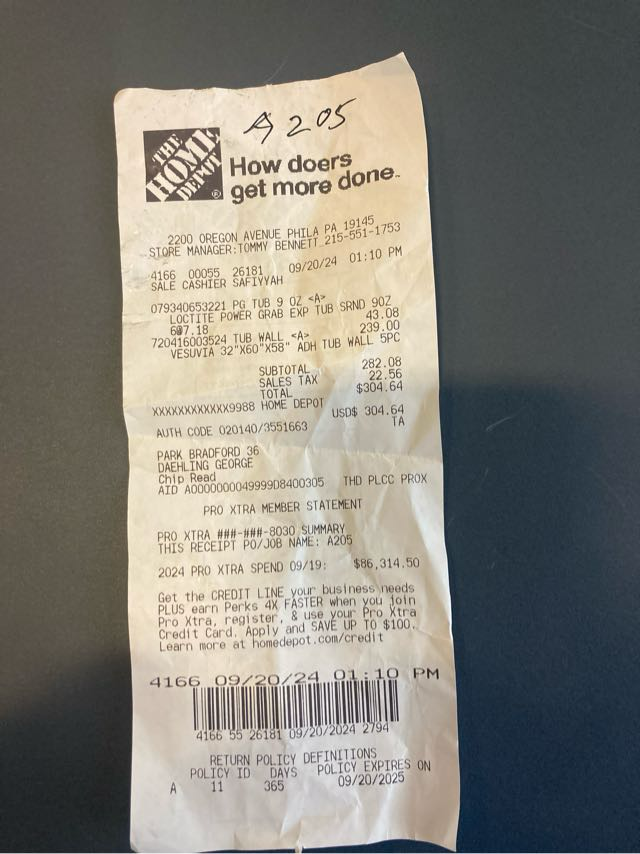 A 205
THE HOME DEPOT ®
How doers
get more done™
2200 OREGON AVENUE PHILA PA 19145
STORE MANAGER:TOMMY BENNETT 215-551-1753
4166 00055 26181 09/20/24 01:10 PM
SALE CASHIER SAFIYYAH
079340653221 PG TUB 9 OZ <A>
LOCTITE POWER GRAB EXP TUB SRND 9OZ
6@7.18 43.08
720416003524 TUB WALL <A> 239.00
VESUVIA 32"X60"X58" ADH TUB WALL 5PC
SUBTOTAL 282.08
SALES TAX 22.56
TOTAL $304.64
XXXXXXXXXXXX9988 HOME DEPOT
USD$ 304.64
AUTH CODE 020140/3551663 TA
PARK BRADFORD 36
DAEHLING GEORGE
Chip Read
AID A0000000049999D8400305 THD PLCC PROX
PRO XTRA MEMBER STATEMENT
PRO XTRA ###-###-8030 SUMMARY
THIS RECEIPT PO/JOB NAME: A205
2024 PRO XTRA SPEND 09/19: $86,314.50
Get the CREDIT LINE your business needs
PLUS earn Perks 4X FASTER when you join
Pro Xtra, register, & use your Pro Xtra
Credit Card. Apply and SAVE UP TO $100.
Learn more at homedepot.com/credit
4166 09/20/24 01:10 PM
4166 55 26181 09/20/2024 2794
RETURN POLICY DEFINITIONS
POLICY ID DAYS POLICY EXPIRES ON
A 11 365 09/20/2025